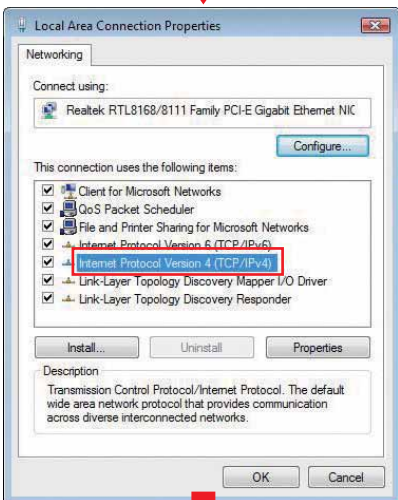 Local Area Connection Properties
Networking
Connect using:
Realtek RTL8168/8111 Family PCI-E Gigabit Ethernet NIC
Configure...
This connection uses the following items:
Client for Microsoft Networks
QoS Packet Scheduler
File and Printer Sharing for Microsoft Networks
Internet Protocol Version 6 (TCP/IPv6)
Internet Protocol Version 4 (TCP/IPv4)
Link-Layer Topology Discovery Mapper I/O Driver
Link-Layer Topology Discovery Responder
Install... Uninstall Properties
Description
Transmission Control Protocol/Internet Protocol. The default
wide area network protocol that provides communication
across diverse interconnected networks.
OK Cancel